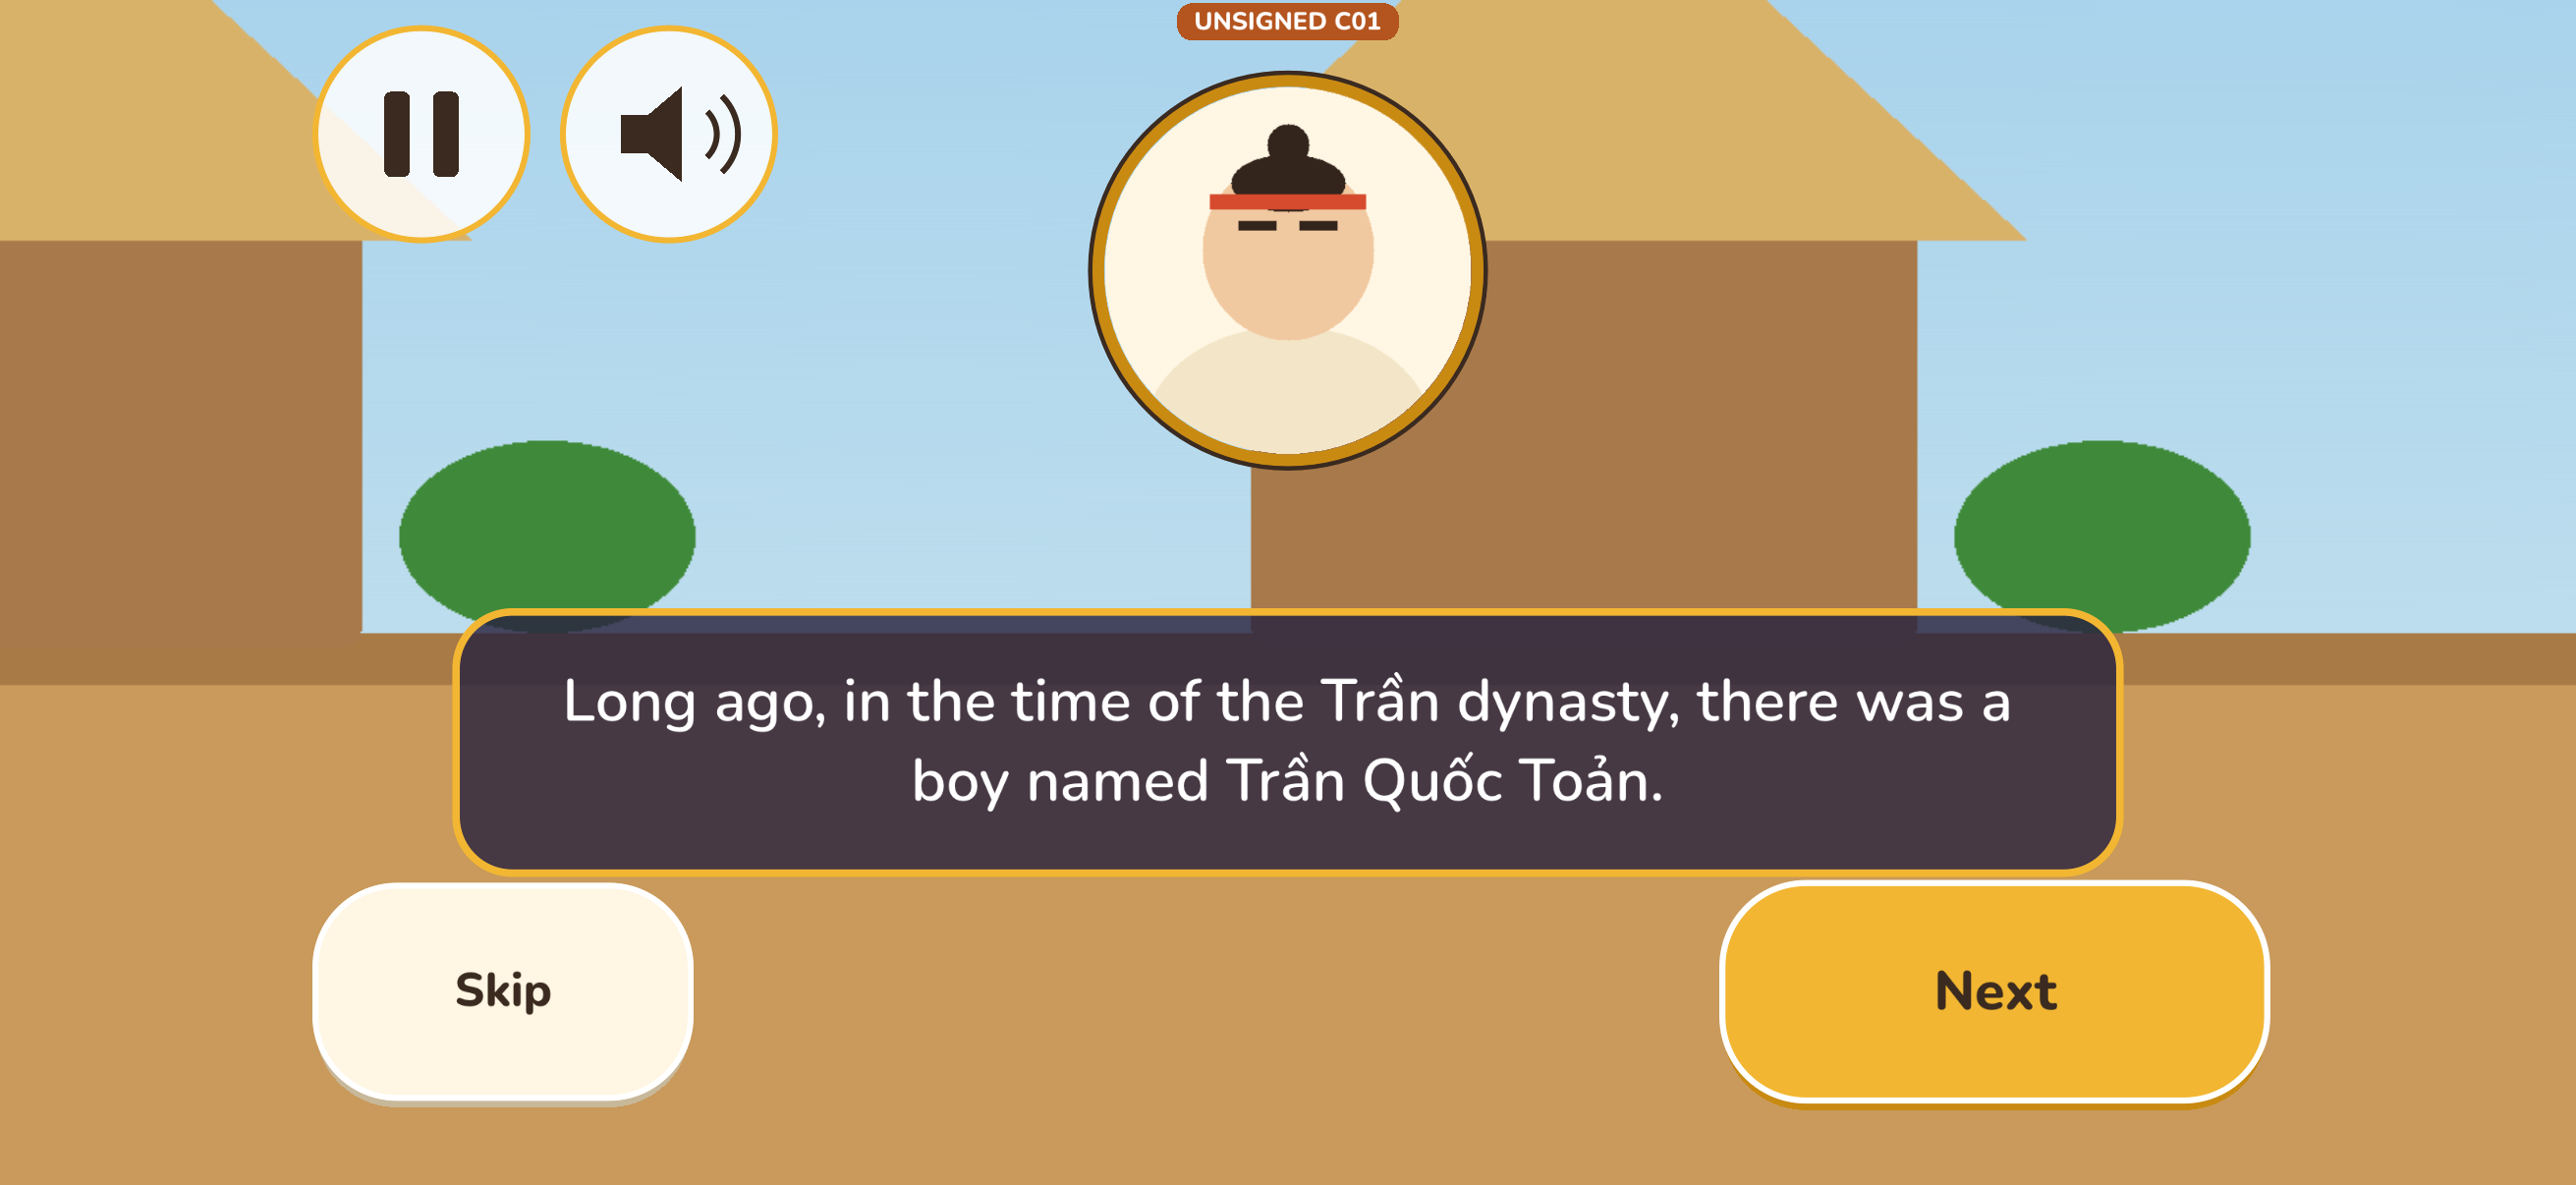 UNSIGNED C01
Long ago, in the time of the Trần dynasty, there was a
boy named Trần Quốc Toản.
Skip
Next